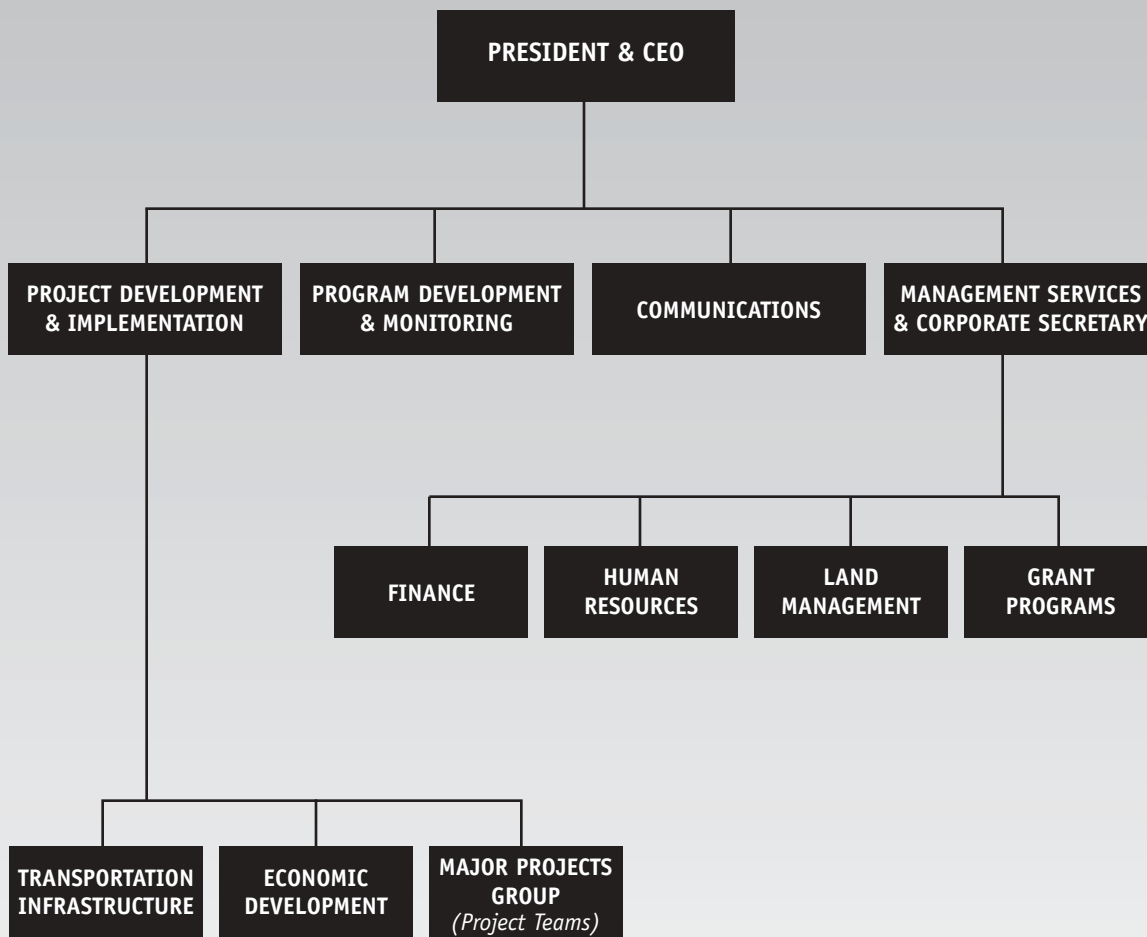 PRESIDENT & CEO
PROJECT DEVELOPMENT
& IMPLEMENTATION
PROGRAM DEVELOPMENT
& MONITORING
COMMUNICATIONS
MANAGEMENT SERVICES
& CORPORATE SECRETARY
FINANCE
HUMAN
RESOURCES
LAND
MANAGEMENT
GRANT
PROGRAMS
TRANSPORTATION
INFRASTRUCTURE
ECONOMIC
DEVELOPMENT
MAJOR PROJECTS
GROUP
(Project Teams)